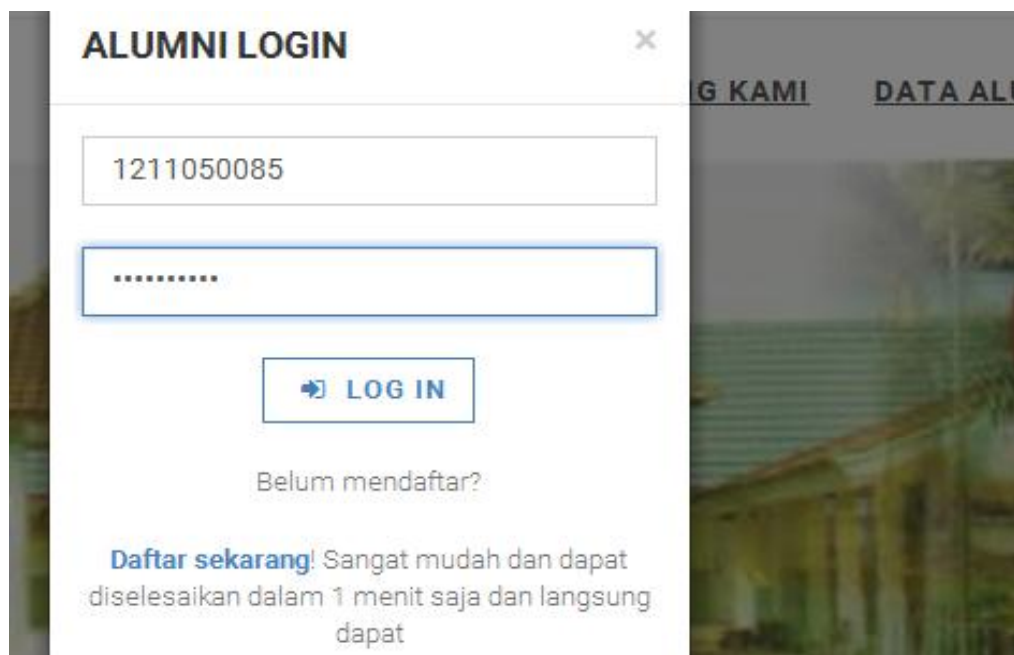 ALUMNI LOGIN ×
KAMI DATA
1211050085
••••••••••
LOG IN
Belum mendaftar?
Daftar sekarang! Sangat mudah dan dapat
diselesaikan dalam 1 menit saja dan langsung
dapat